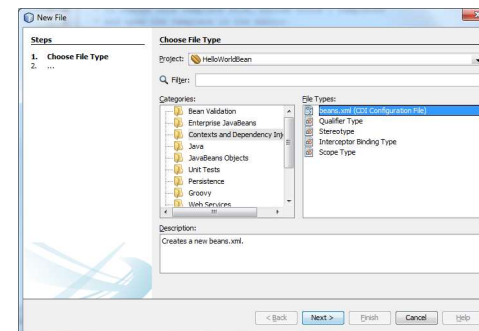 New File
Steps
1. Choose File Type
2. ...
Choose File Type
Project: HelloWorldBean
Filter:
Categories:
Bean Validation
Enterprise JavaBeans
Contexts and Dependency Inj
Java
JavaBeans Objects
Unit Tests
Persistence
Groovy
Web Services
File Types:
beans.xml (CDI Configuration File)
Qualifier Type
Stereotype
Interceptor Binding Type
Scope Type
Description:
Creates a new beans.xml.
< Back Next > Finish Cancel Help